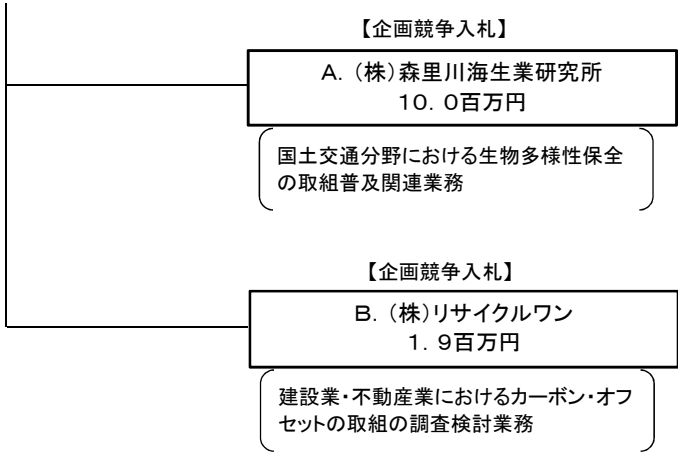 【企画競争入札】
A. (株)森里川海生業研究所
10.0百万円
国土交通分野における生物多様性保全
の取組普及関連業務
【企画競争入札】
B. (株)リサイクルワン
1.9百万円
建設業・不動産業におけるカーボン・オフ
セットの取組の調査検討業務